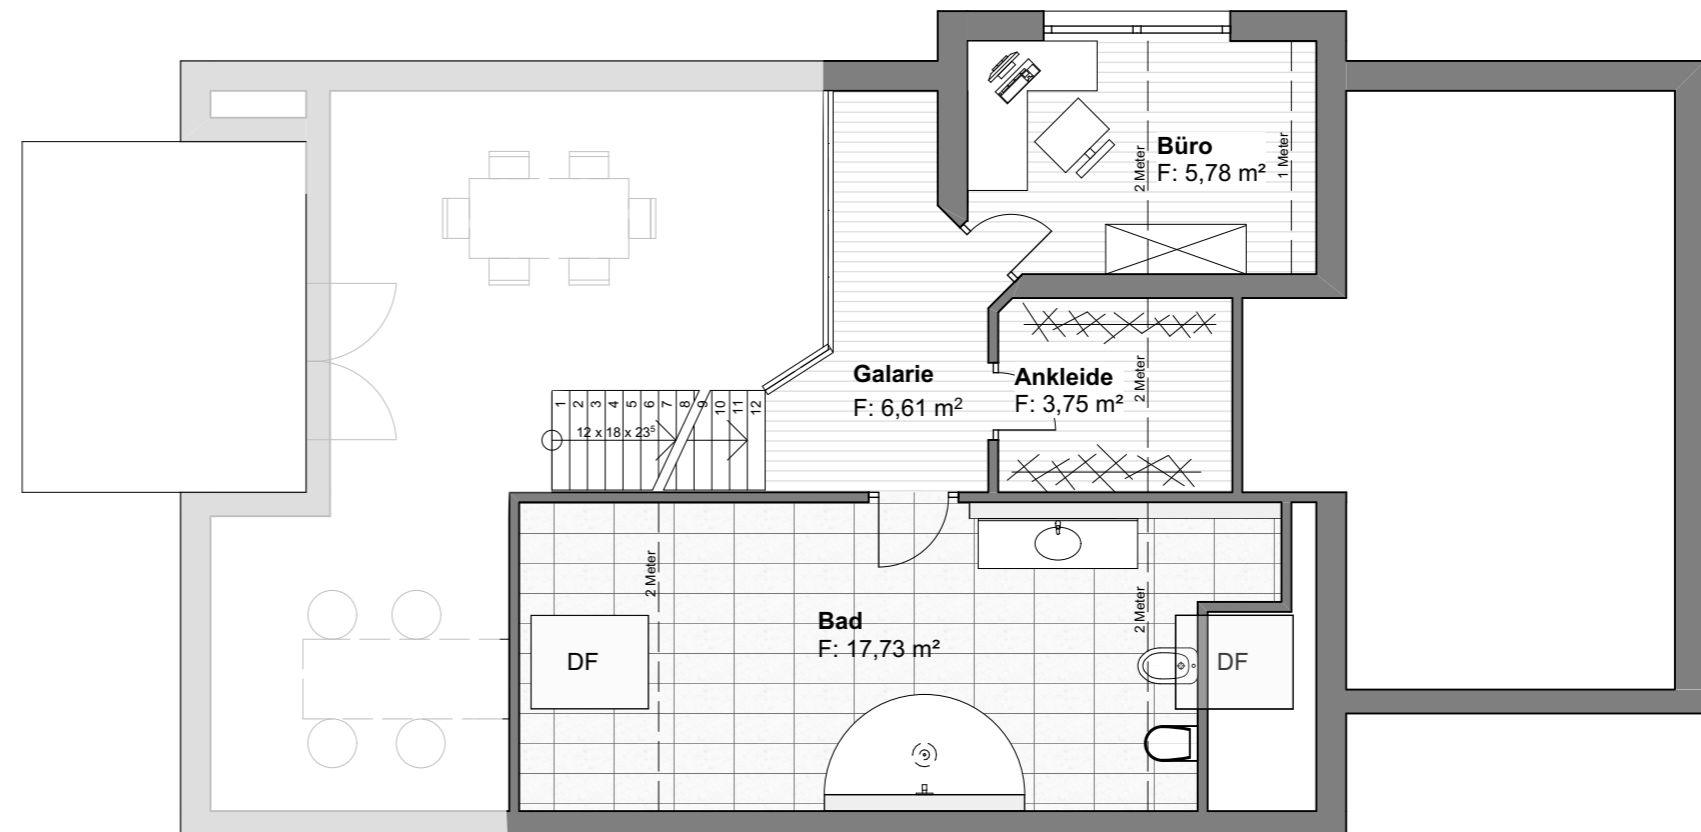 Büro
F: 5,78 m²
2 Meter
1 Meter
Galarie
F: 6,61 m²
Ankleide
F: 3,75 m²
2 Meter
1 2 3 4 5 6 7 8 9 10 11 12
12 x 18 x 23⁵
2 Meter
2 Meter
Bad
F: 17,73 m²
DF
DF